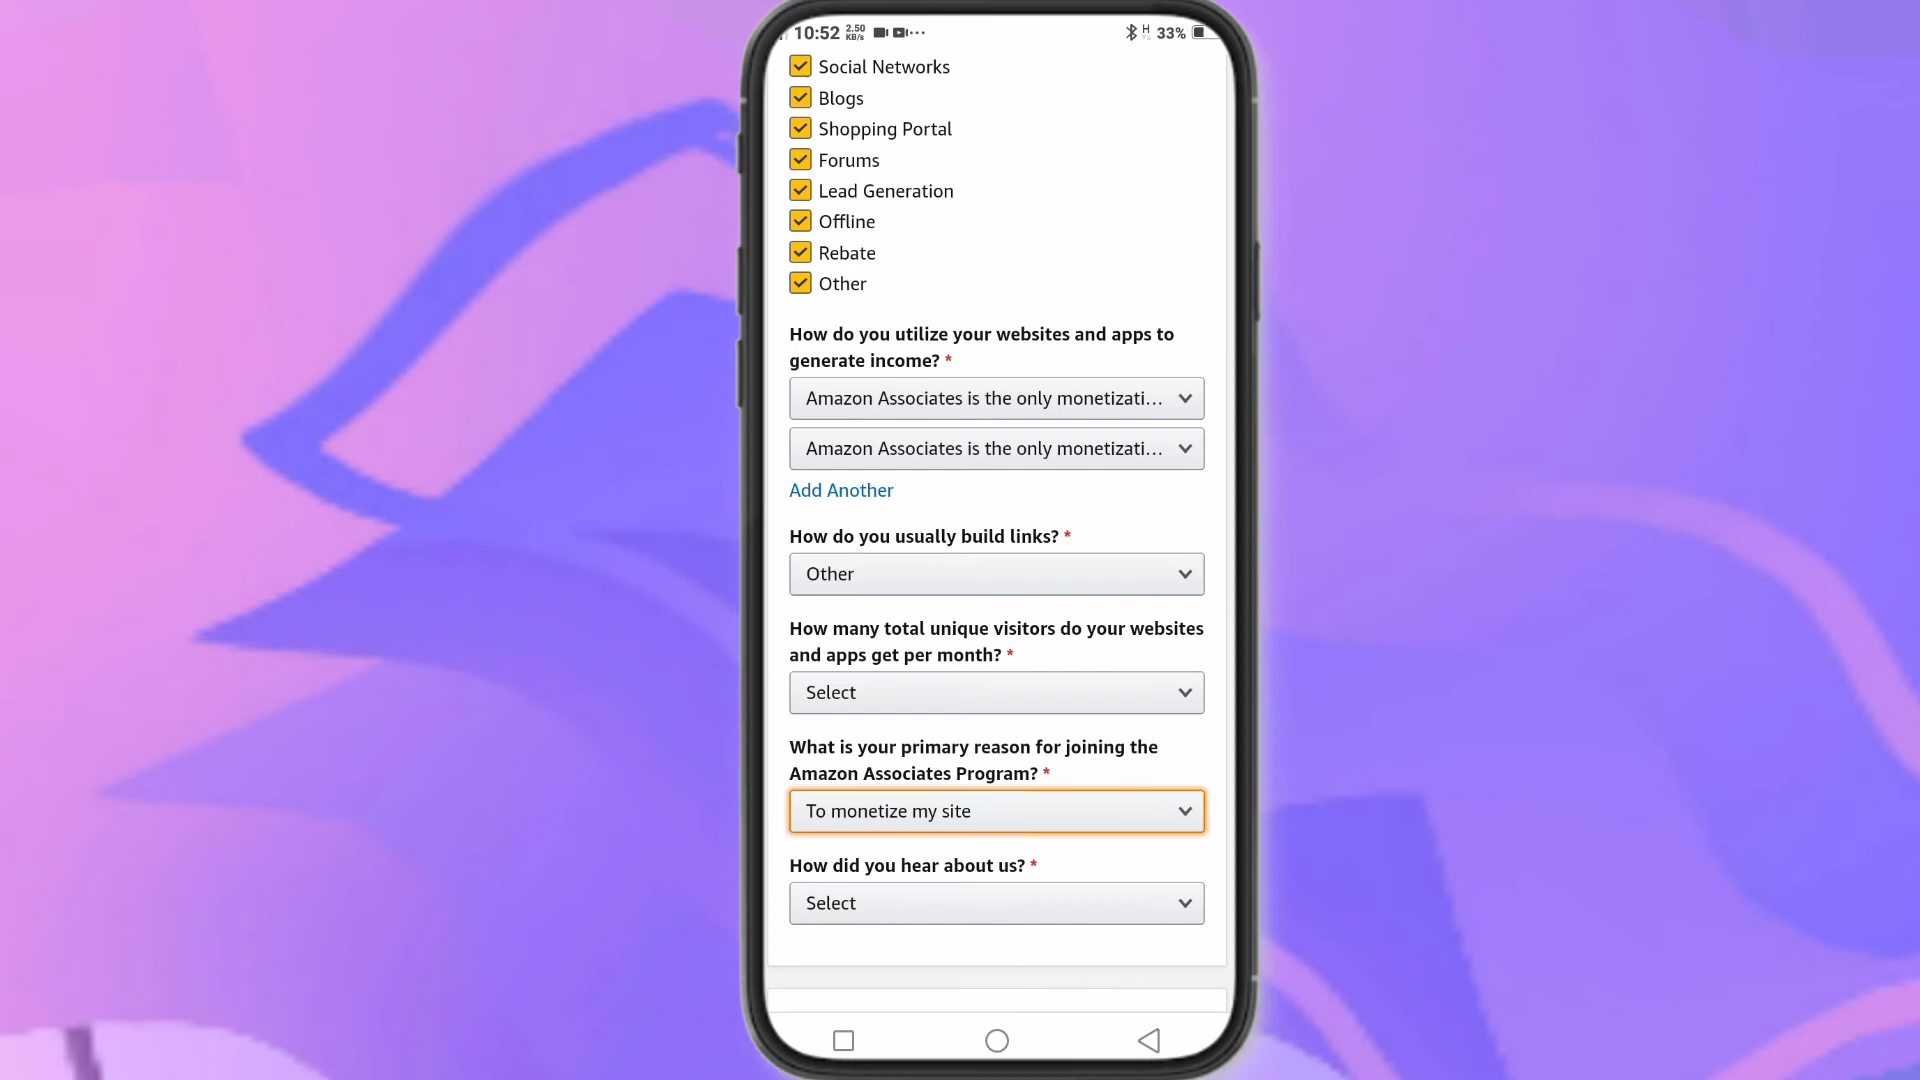 10:52 2.50 KB/s 33%
Social Networks
Blogs
Shopping Portal
Forums
Lead Generation
Offline
Rebate
Other
How do you utilize your websites and apps to
generate income? *
Amazon Associates is the only monetizati...
Amazon Associates is the only monetizati...
Add Another
How do you usually build links? *
Other
How many total unique visitors do your websites
and apps get per month? *
Select
What is your primary reason for joining the
Amazon Associates Program? *
To monetize my site
How did you hear about us? *
Select